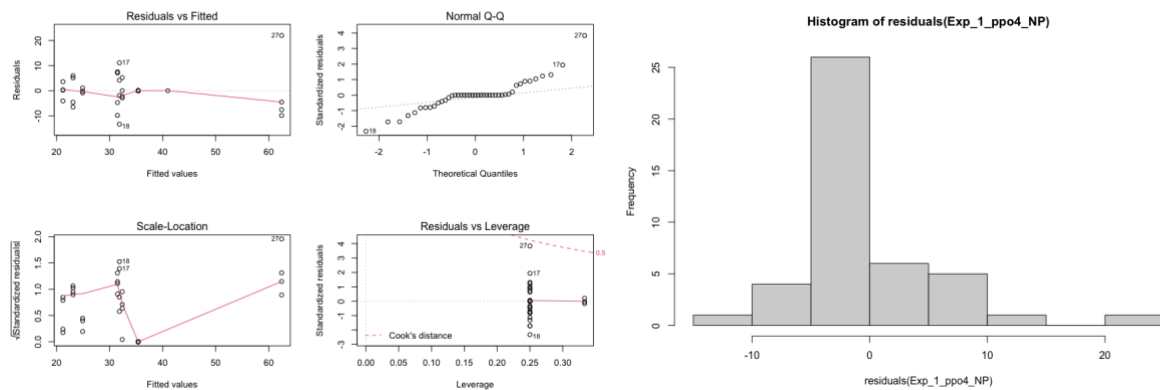 Residuals vs Fitted
Residuals
20
10
0
-10
27
17
18
20 30 40 50 60
Fitted values
Normal Q-Q
Standardized residuals
4
3
2
1
0
-1
-2
27
17
18
-2 -1 0 1 2
Theoretical Quantiles
Scale-Location
√|Standardized residuals|
2.0
1.5
1.0
0.5
0.0
27
18
17
20 30 40 50 60
Fitted values
Residuals vs Leverage
Standardized residuals
4
2
1
0
-1
-3
27
17
18
0.5
Cook's distance
0.00 0.05 0.10 0.15 0.20 0.25 0.30
Leverage
Histogram of residuals(Exp_1_ppo4_NP)
Frequency
25
20
15
10
5
0
-10 0 10 20
residuals(Exp_1_ppo4_NP)